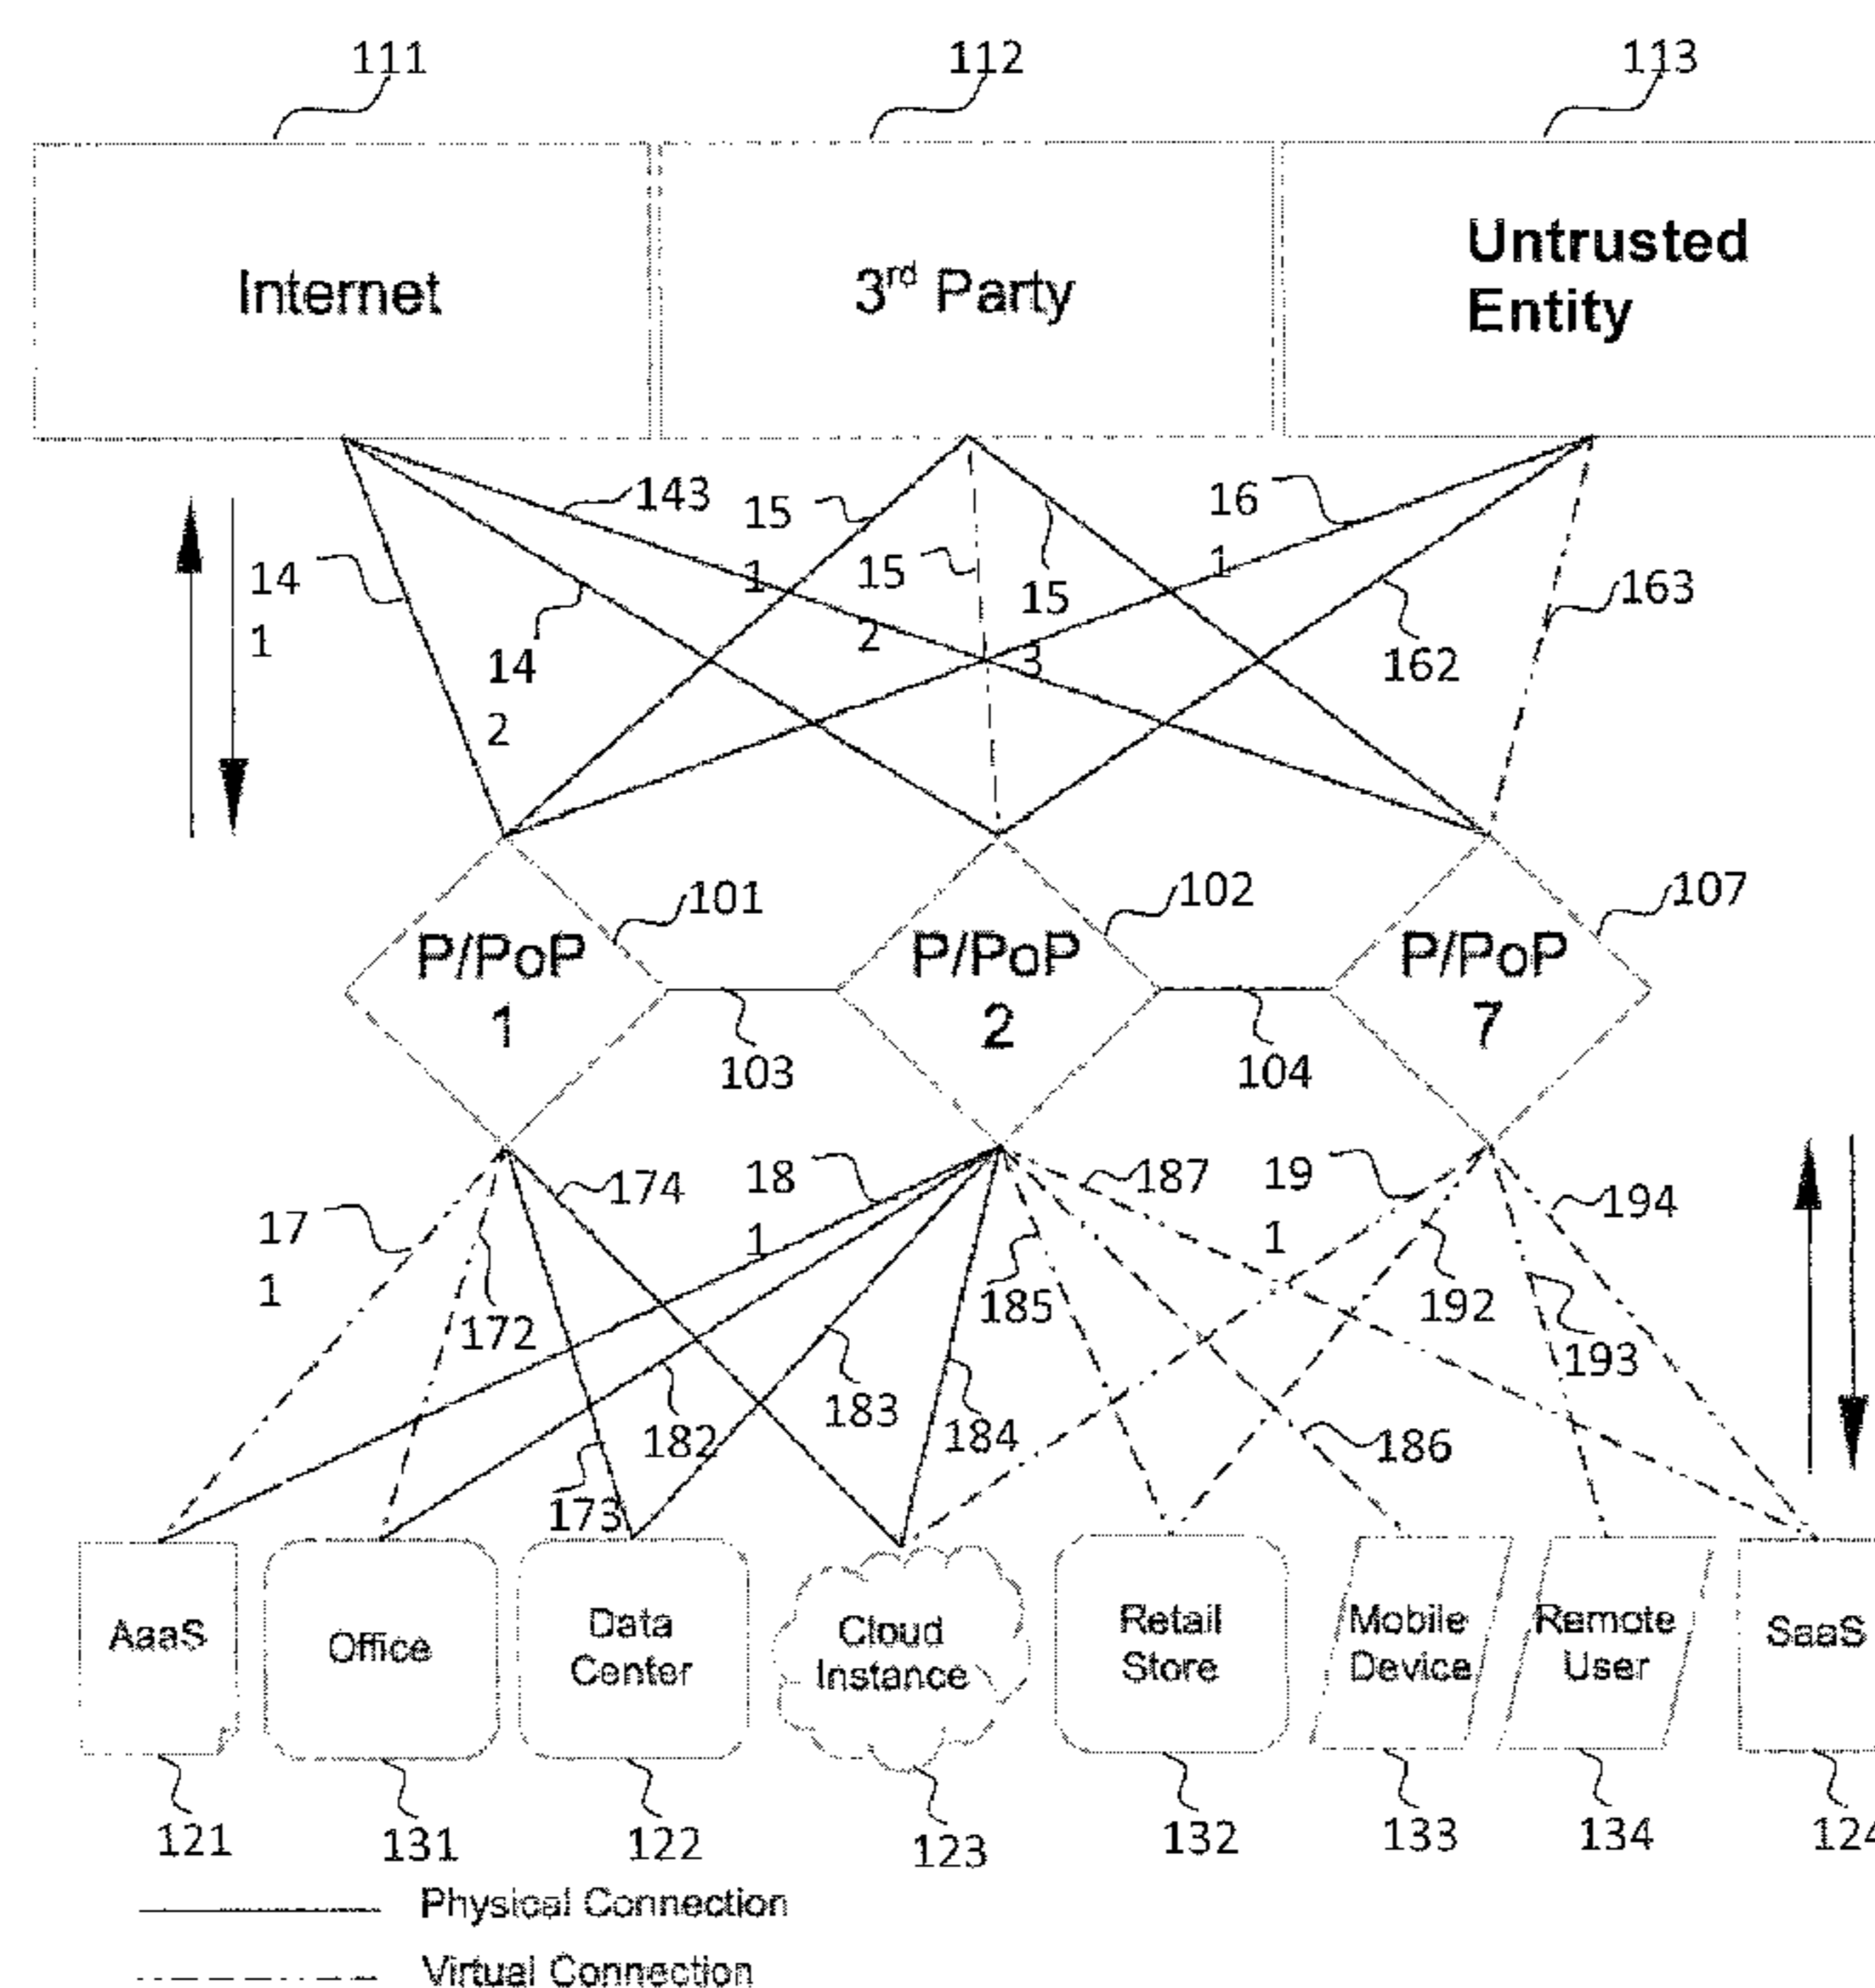 111 112 113
Internet 3rd Party Untrusted
Entity
143 15 15 15 16
14 1 2 3 1 163
1 14 162
2
101 102 107
P/PoP P/PoP P/PoP
1 2 7
103 104
174 18 187 19 194
17 1 1
1 172 185 192
193
182 183 184 186
173
AaaS Office Data
Center Cloud
Instance Retail
Store Mobile
Device Remote
User SaaS
121 131 122 123 132 133 134 124
Physical Connection
Virtual Connection